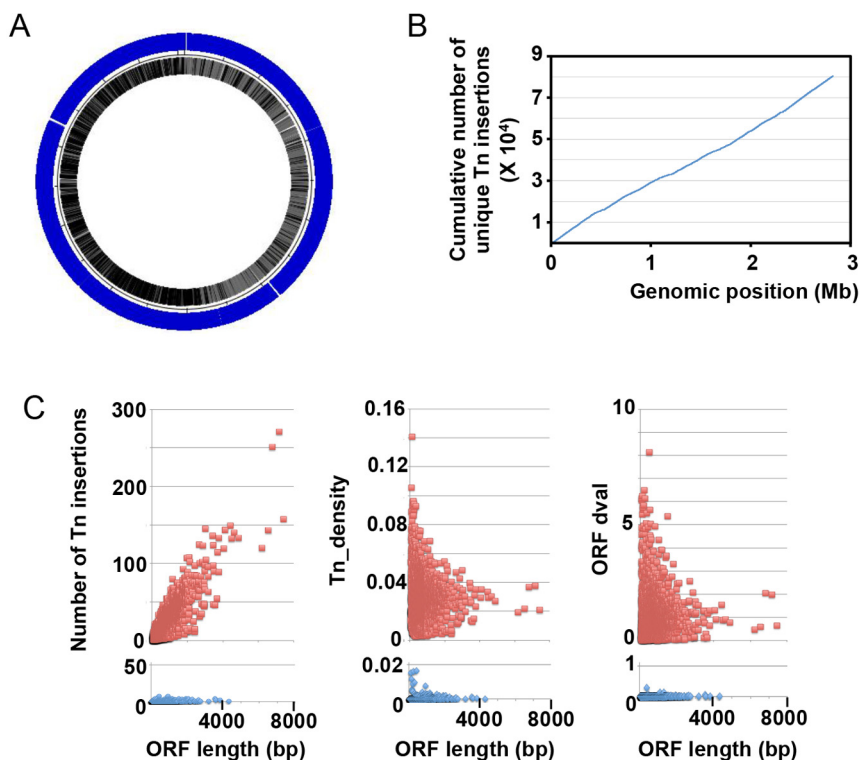 A
B
Cumulative number of
unique Tn insertions
(X 10⁴)
9
7
5
3
1
0
1
2
3
Genomic position (Mb)
C
Number of Tn insertions
300
200
100
0
50
0
4000
8000
ORF length (bp)
Tn_density
0.16
0.12
0.08
0.04
0
0.02
0
4000
8000
ORF length (bp)
ORF dval
10
5
0
1
0
4000
8000
ORF length (bp)